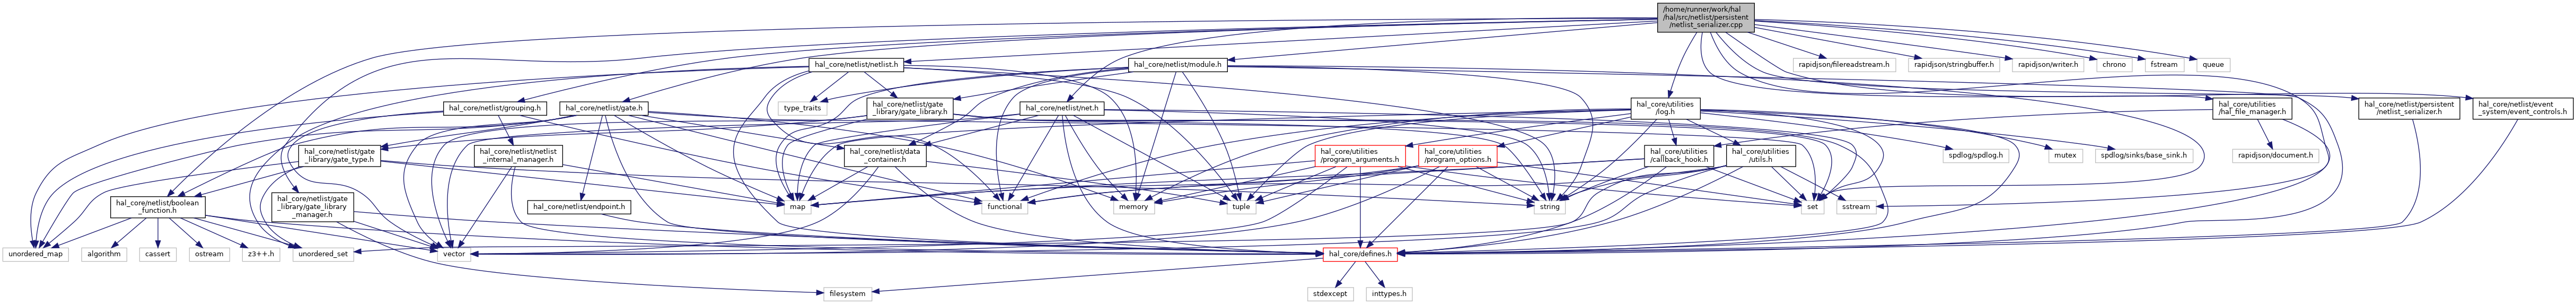 /home/runner/work/hal
/hal/src/netlist/persistent
/netlist_serializer.cpp
hal_core/netlist/netlist.h
hal_core/netlist/module.h
rapidjson/filereadstream.h
rapidjson/stringbuffer.h
rapidjson/writer.h
chrono
fstream
queue
hal_core/netlist/grouping.h
hal_core/netlist/gate.h
type_traits
hal_core/netlist/gate
_library/gate_library.h
hal_core/netlist/net.h
hal_core/utilities
/log.h
hal_core/utilities
/hal_file_manager.h
hal_core/netlist/persistent
/netlist_serializer.h
hal_core/netlist/event
_system/event_controls.h
hal_core/netlist/gate
_library/gate_type.h
hal_core/netlist/netlist
_internal_manager.h
hal_core/netlist/data
_container.h
hal_core/utilities
/program_arguments.h
hal_core/utilities
/program_options.h
hal_core/utilities
/callback_hook.h
hal_core/utilities
/utils.h
spdlog/spdlog.h
mutex
spdlog/sinks/base_sink.h
rapidjson/document.h
hal_core/netlist/boolean
_function.h
hal_core/netlist/gate
_library/gate_library
_manager.h
hal_core/netlist/endpoint.h
map
functional
memory
tuple
string
set
sstream
unordered_map
algorithm
cassert
ostream
z3++.h
unordered_set
vector
hal_core/defines.h
filesystem
stdexcept
inttypes.h